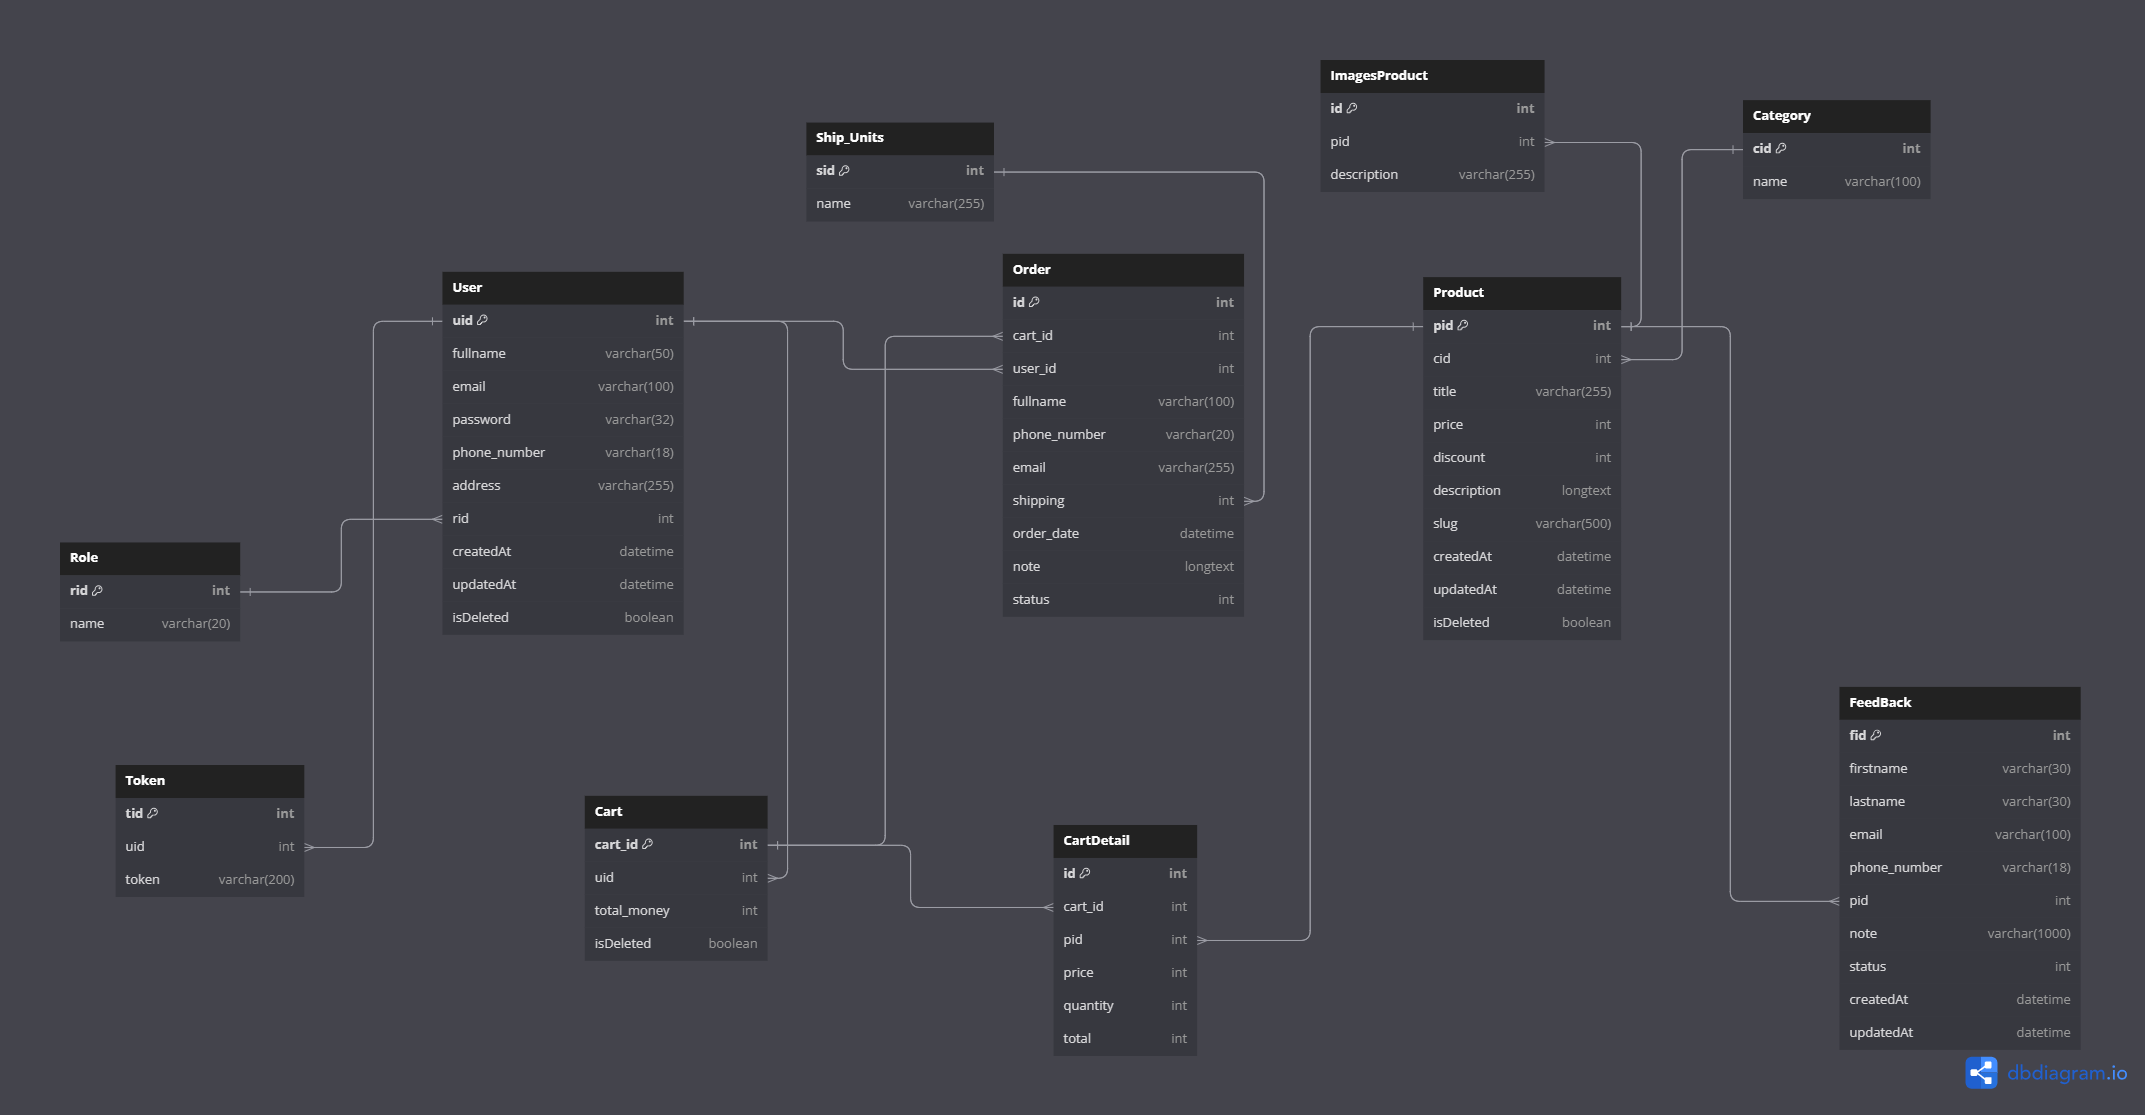 ImagesProduct
id int
pid int
description varchar(255)
Category
cid int
name varchar(100)
Ship_Units
sid int
name varchar(255)
Order
id int
cart_id int
user_id int
fullname varchar(100)
phone_number varchar(20)
email varchar(255)
shipping int
order_date datetime
note longtext
status int
User
uid int
fullname varchar(50)
email varchar(100)
password varchar(32)
phone_number varchar(18)
address varchar(255)
rid int
createdAt datetime
updatedAt datetime
isDeleted boolean
Product
pid int
cid int
title varchar(255)
price int
discount int
description longtext
slug varchar(500)
createdAt datetime
updatedAt datetime
isDeleted boolean
Role
rid int
name varchar(20)
Token
tid int
uid int
token varchar(200)
Cart
cart_id int
uid int
total_money int
isDeleted boolean
CartDetail
id int
cart_id int
pid int
price int
quantity int
total int
FeedBack
fid int
firstname varchar(30)
lastname varchar(30)
email varchar(100)
phone_number varchar(18)
pid int
note varchar(1000)
status int
createdAt datetime
updatedAt datetime
dbdiagram.io